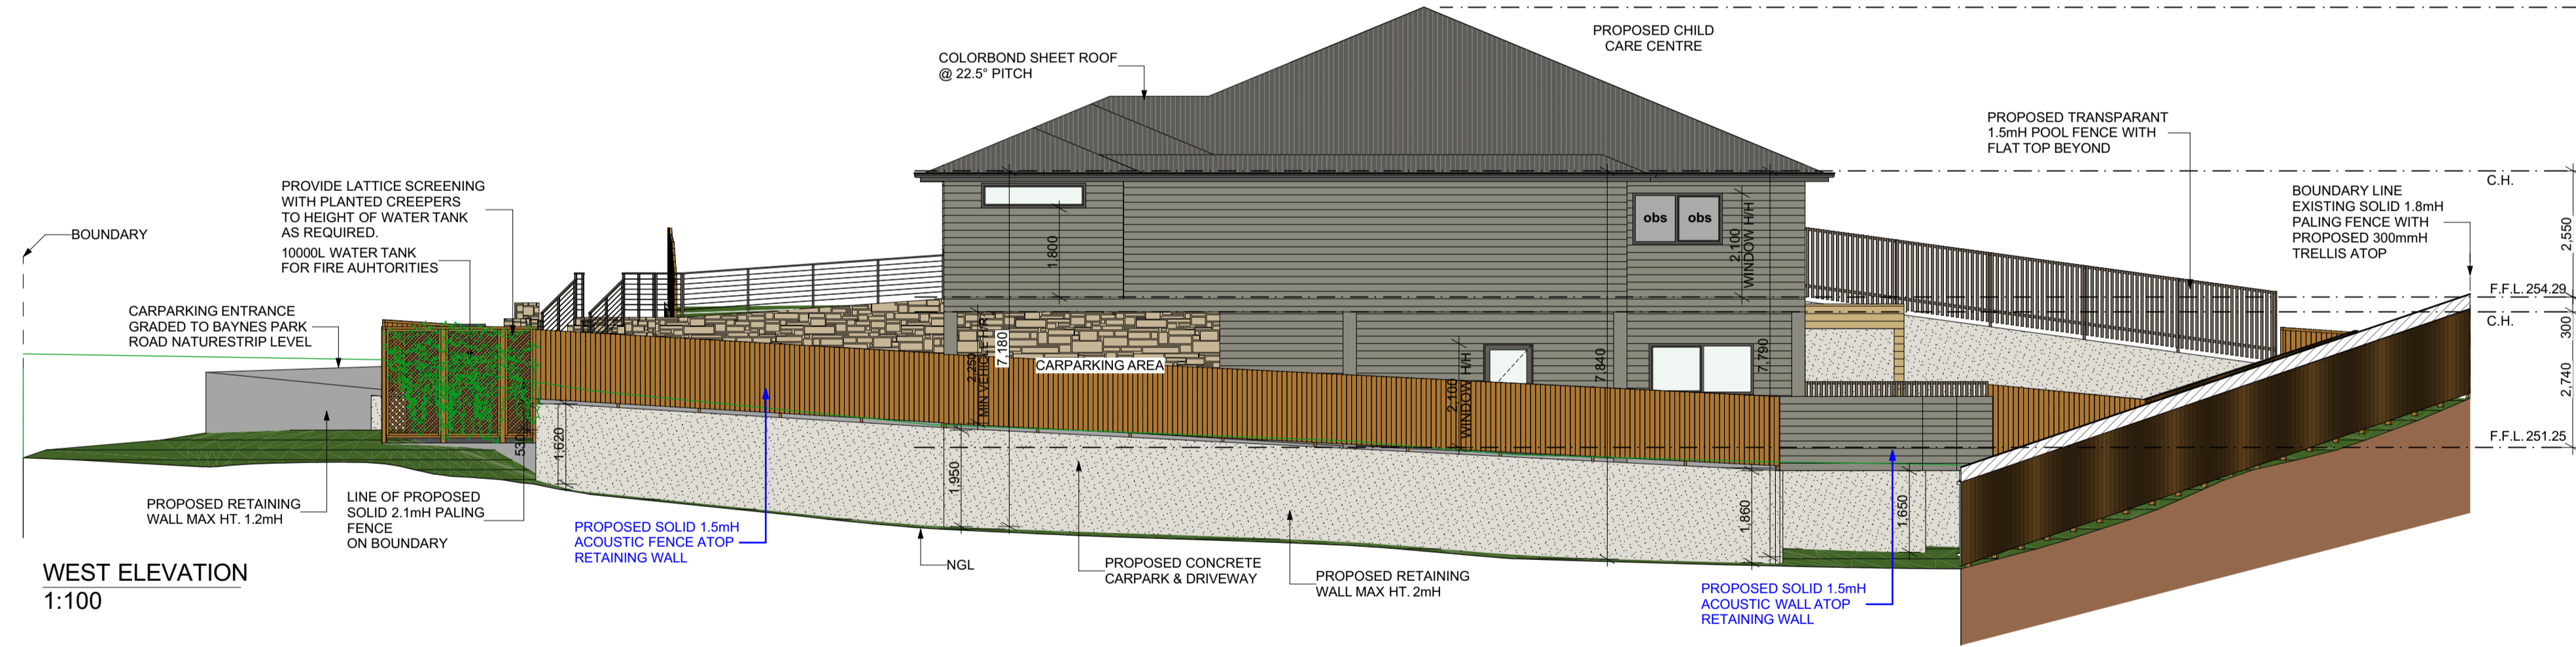 PROPOSED CHILD
CARE CENTRE
COLORBOND SHEET ROOF
@ 22.5° PITCH
PROPOSED TRANSPARANT
1.5mH POOL FENCE WITH
FLAT TOP BEYOND
C.H.
BOUNDARY LINE
EXISTING SOLID 1.8mH
PALING FENCE WITH
PROPOSED 300mmH
TRELLIS ATOP
2,550
PROVIDE LATTICE SCREENING
WITH PLANTED CREEPERS
TO HEIGHT OF WATER TANK
AS REQUIRED.
10000L WATER TANK
FOR FIRE AUHTORITIES
BOUNDARY
CARPARKING ENTRANCE
GRADED TO BAYNES PARK
ROAD NATURESTRIP LEVEL
obs
obs
1,800
2,100
WINDOW H/H
F.F.L. 254.29
C.H.
300
2,740
F.F.L. 251.25
2,250
MIN VEHICLE H/R
7,180
CARPARKING AREA
2,100
WINDOW H/H
7,840
7,790
530
1,620
1,950
1,860
1,650
PROPOSED RETAINING
WALL MAX HT. 1.2mH
LINE OF PROPOSED
SOLID 2.1mH PALING
FENCE
ON BOUNDARY
PROPOSED SOLID 1.5mH
ACOUSTIC FENCE ATOP
RETAINING WALL
NGL
PROPOSED CONCRETE
CARPARK & DRIVEWAY
PROPOSED RETAINING
WALL MAX HT. 2mH
PROPOSED SOLID 1.5mH
ACOUSTIC WALL ATOP
RETAINING WALL
WEST ELEVATION
1:100